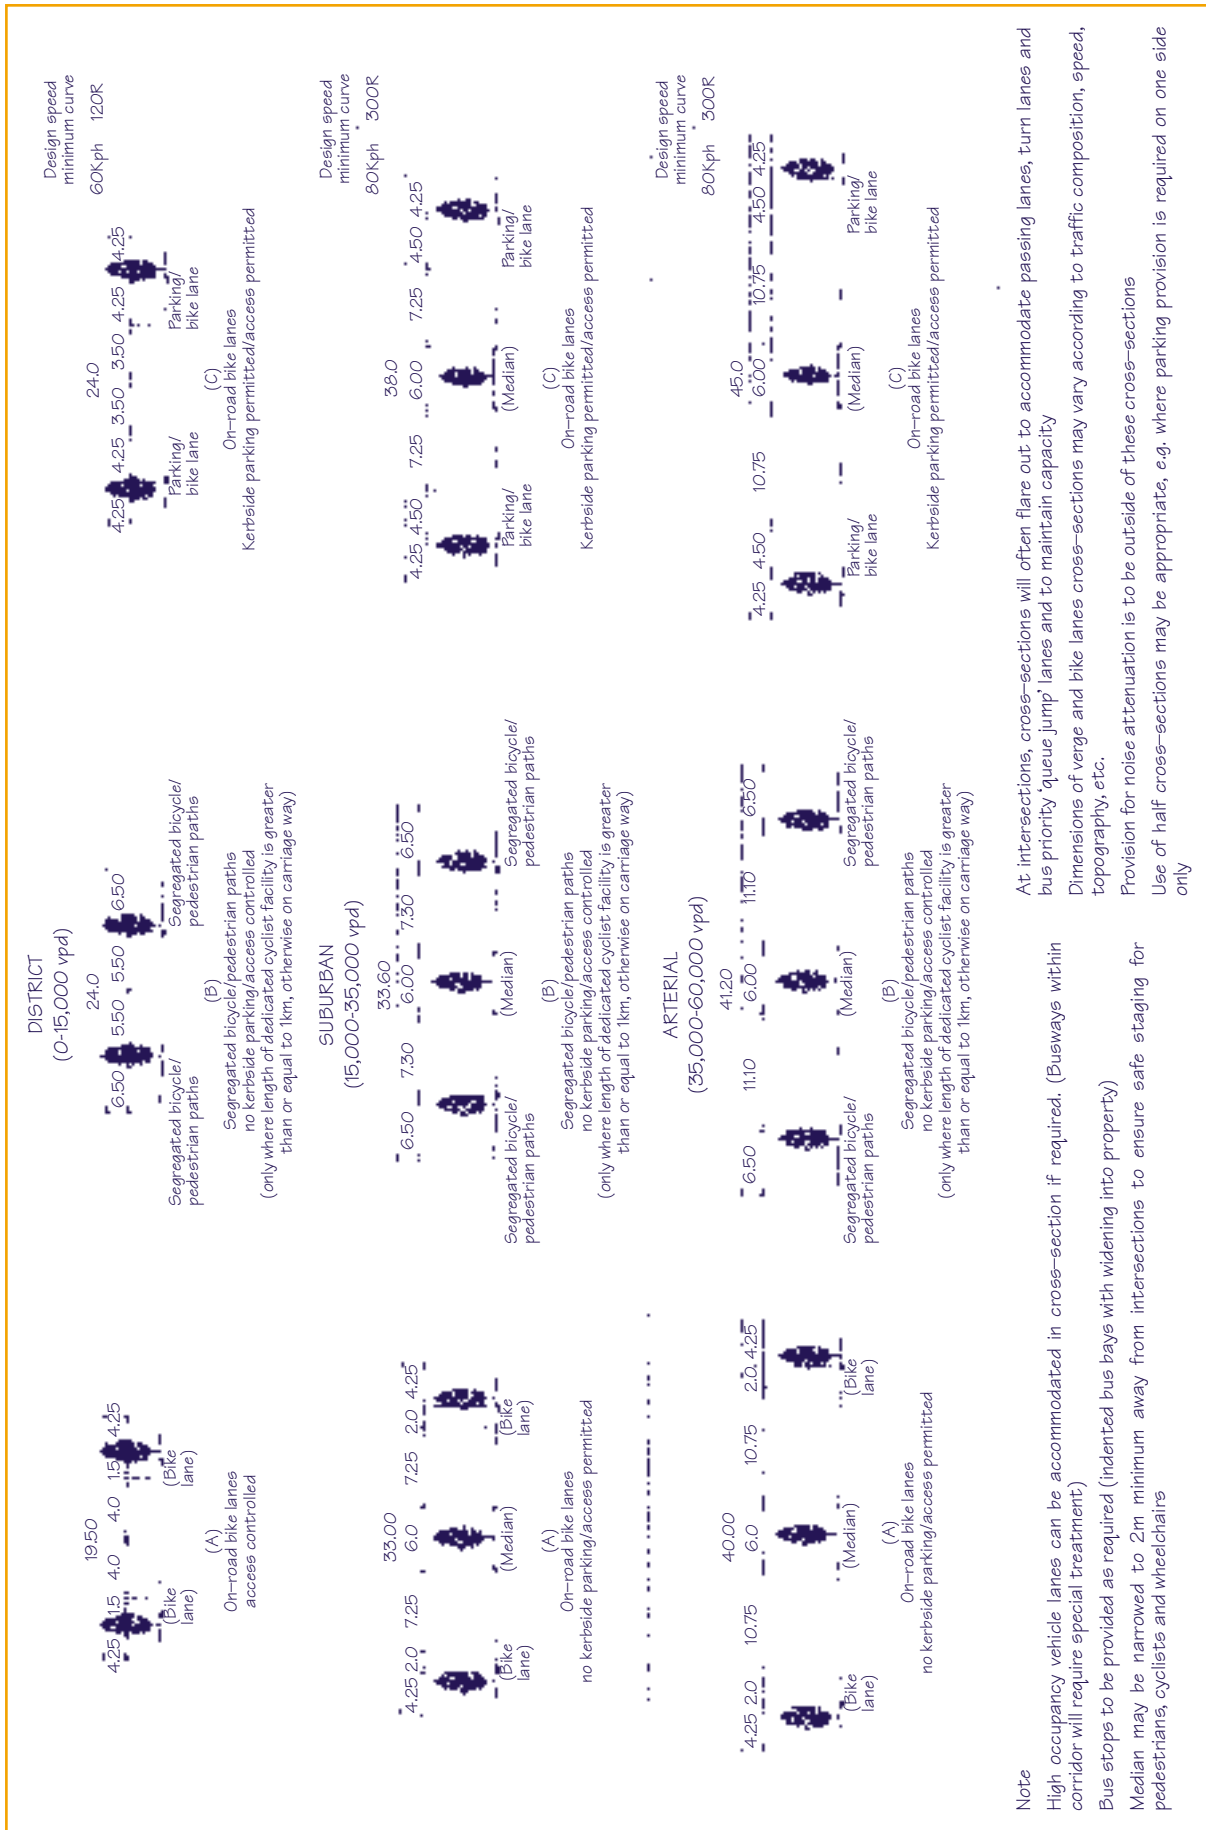 DISTRICT
(0-15,000 vpd)
Design speed
minimum curve
60Kph 120R
19.50
4.25 1.5 4.0 4.0 1.5 4.25
(Bike
lane)
(Bike
lane)
(A)
On-road bike lanes
access controlled
24.0
6.50 5.50 5.50 6.50
Segregated bicycle/
pedestrian paths
Segregated bicycle/
pedestrian paths
(B)
Segregated bicycle/pedestrian paths
no kerbside parking/access controlled
(only where length of dedicated cyclist facility is greater
than or equal to 1km, otherwise on carriage way)
24.0
4.25 4.25 3.50 3.50 4.25 4.25
Parking/
bike lane
Parking/
bike lane
(C)
On-road bike lanes
Kerbside parking permitted/access permitted
SUBURBAN
(15,000-35,000 vpd)
Design speed
minimum curve
80Kph 300R
33.00
4.25 2.0 7.25 6.0 7.25 2.0 4.25
(Bike
lane)
(Median)
(Bike
lane)
(A)
On-road bike lanes
no kerbside parking/access permitted
33.60
6.50 7.30 6.00 7.30 6.50
Segregated bicycle/
pedestrian paths
(Median)
Segregated bicycle/
pedestrian paths
(B)
Segregated bicycle/pedestrian paths
no kerbside parking/access controlled
(only where length of dedicated cyclist facility is greater
than or equal to 1km, otherwise on carriage way)
38.0
4.25 4.50 7.25 6.00 7.25 4.50 4.25
Parking/
bike lane
(Median)
Parking/
bike lane
(C)
On-road bike lanes
Kerbside parking permitted/access permitted
ARTERIAL
(35,000-60,000 vpd)
Design speed
minimum curve
80Kph 300R
40.00
4.25 2.0 10.75 6.0 10.75 2.0 4.25
(Bike
lane)
(Median)
(Bike
lane)
(A)
On-road bike lanes
no kerbside parking/access permitted
41.20
6.50 11.10 6.00 11.10 6.50
Segregated bicycle/
pedestrian paths
(Median)
Segregated bicycle/
pedestrian paths
(B)
Segregated bicycle/pedestrian paths
no kerbside parking/access controlled
(only where length of dedicated cyclist facility is greater
than or equal to 1km, otherwise on carriage way)
45.0
4.25 4.50 10.75 6.00 10.75 4.50 4.25
Parking/
bike lane
(Median)
Parking/
bike lane
(C)
On-road bike lanes
Kerbside parking permitted/access permitted
Note
High occupancy vehicle lanes can be accommodated in cross-section if required. (Busways within
corridor will require special treatment)
Bus stops to be provided as required (indented bus bays with widening into property)
Median may be narrowed to 2m minimum away from intersections to ensure safe staging for
pedestrians, cyclists and wheelchairs
At intersections, cross-sections will often flare out to accommodate passing lanes, turn lanes and
bus priority 'queue jump' lanes and to maintain capacity
Dimensions of verge and bike lanes cross-sections may vary according to traffic composition, speed,
topography, etc.
Provision for noise attenuation is to be outside of these cross-sections
Use of half cross-sections may be appropriate, e.g. where parking provision is required on one side
only